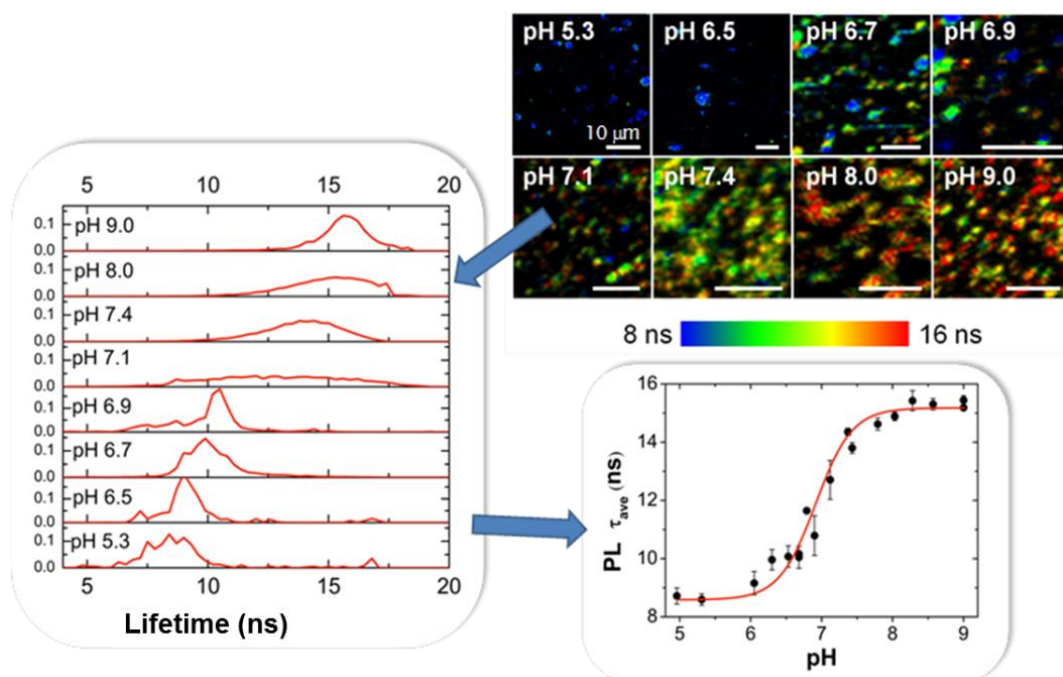 pH 5.3 pH 6.5 pH 6.7 pH 6.9
10 μm
pH 7.1 pH 7.4 pH 8.0 pH 9.0
8 ns 16 ns
5 10 15 20
0.1 pH 9.0
0.0
0.1 pH 8.0
0.0
0.1 pH 7.4
0.0
0.1 pH 7.1
0.0
0.1 pH 6.9
0.0
0.1 pH 6.7
0.0
0.1 pH 6.5
0.0
0.1 pH 5.3
0.0
5 10 15 20
Lifetime (ns)
16
14
12
10
8
PL τave (ns)
5 6 7 8 9
pH